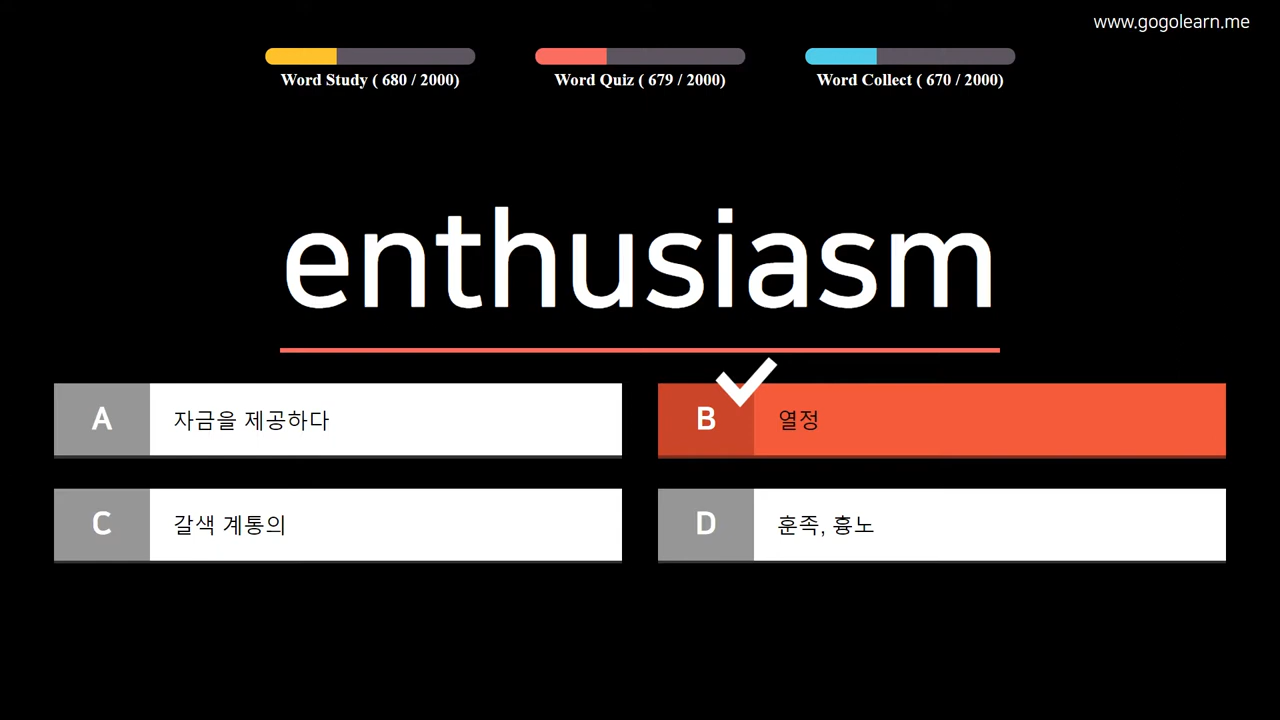 www.gogolearn.me
Word Study ( 680 / 2000)
Word Quiz ( 679 / 2000)
Word Collect ( 670 / 2000)
enthusiasm
A 자금을 제공하다
B 열정
C 갈색 계통의
D 훈족, 흉노